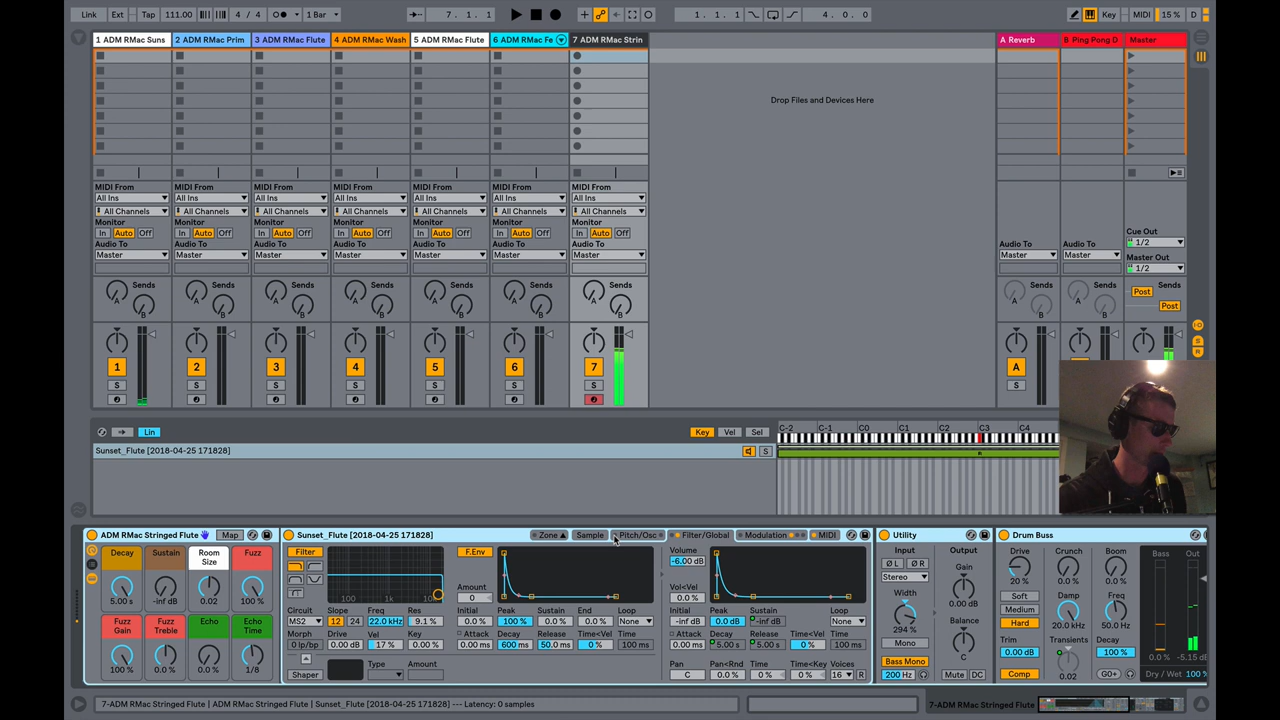 Link Ext Tap 111.00 4 / 4 1 Bar 7. 1. 1 1. 1. 1 4. 0. 0 Key MIDI 15 % D
1 ADM RMac Suns 2 ADM RMac Prim 3 ADM RMac Flute 4 ADM RMac Wash 5 ADM RMac Flute 6 ADM RMac Fe 7 ADM RMac Strin A Reverb B Ping Pong D Master
Drop Files and Devices Here
MIDI From MIDI From MIDI From MIDI From MIDI From MIDI From MIDI From
All Ins All Ins All Ins All Ins All Ins All Ins All Ins
All Channels All Channels All Channels All Channels All Channels All Channels All Channels
Monitor Monitor Monitor Monitor Monitor Monitor Monitor Cue Out
In Auto Off In Auto Off In Auto Off In Auto Off In Auto Off In Auto Off In Auto Off 1/2
Audio To Audio To Audio To Audio To Audio To Audio To Audio To Audio To Audio To Master Out
Master Master Master Master Master Master Master Master Master 1/2
Sends Sends Sends Sends Sends Sends Sends Sends Sends Sends
A A A A A A A A A Post
B B B B B B B B B Post
1 2 3 4 5 6 7 A
S S S S S S S S
Lin Key Vel Sel C-2 C-1 C0 C1 C2 C3 C4
Sunset_Flute [2018-04-25 171828] S R
ADM RMac Stringed Flute Map Sunset_Flute [2018-04-25 171828] Zone Sample Pitch/Osc Filter/Global Modulation MIDI Utility Drum Buss
Decay Sustain Room Size Fuzz Filter F.Env Volume Input Output Drive Crunch Boom Bass Out
-6.00 dB Ø L Ø R Gain
5.00 s -inf dB 0.02 100 % 100 1k 10k Amount 0 Vol<Vel 0.0 % Stereo 0.00 dB 20 % 0.0 % 0.0 %
Fuzz Gain Fuzz Treble Echo Echo Time Circuit Slope Freq Res Initial Peak Sustain End Loop Initial Peak Sustain Loop Width Balance Soft Medium Hard Damp Freq
MS2 12 24 22.0 kHz 9.1 % 0.0 % 100 % 0.0 % 0.0 % None -inf dB 0.0 dB -inf dB None 294 % 20.0 kHz 50.0 Hz
Morph Drive Vel Attack Decay Release Time<Vel Time Attack Decay Release Time<Vel Time Mono C Trim Transients Decay
100 % 0.0 % 0.0 % 1/8 0 lp/bp 0.00 dB 17 % 0.00 ms 600 ms 50.0 ms 0 % 100 ms 0.00 ms 5.00 s 5.00 s 0 % 100 ms Bass Mono 0.00 dB 100 % 0.0 % -5.15 dB
Shaper Type Amount Pan C Pan<Rnd 0.0 % Time 0 % Time<Key 0.0 % Voices 16 R 200 Hz Mute DC Comp 0.02 G0 Dry / Wet 100 %
7-ADM RMac Stringed Flute | ADM RMac Stringed Flute | Sunset_Flute [2018-04-25 171828] | Latency: 0 samples 7-ADM RMac Stringed Flute